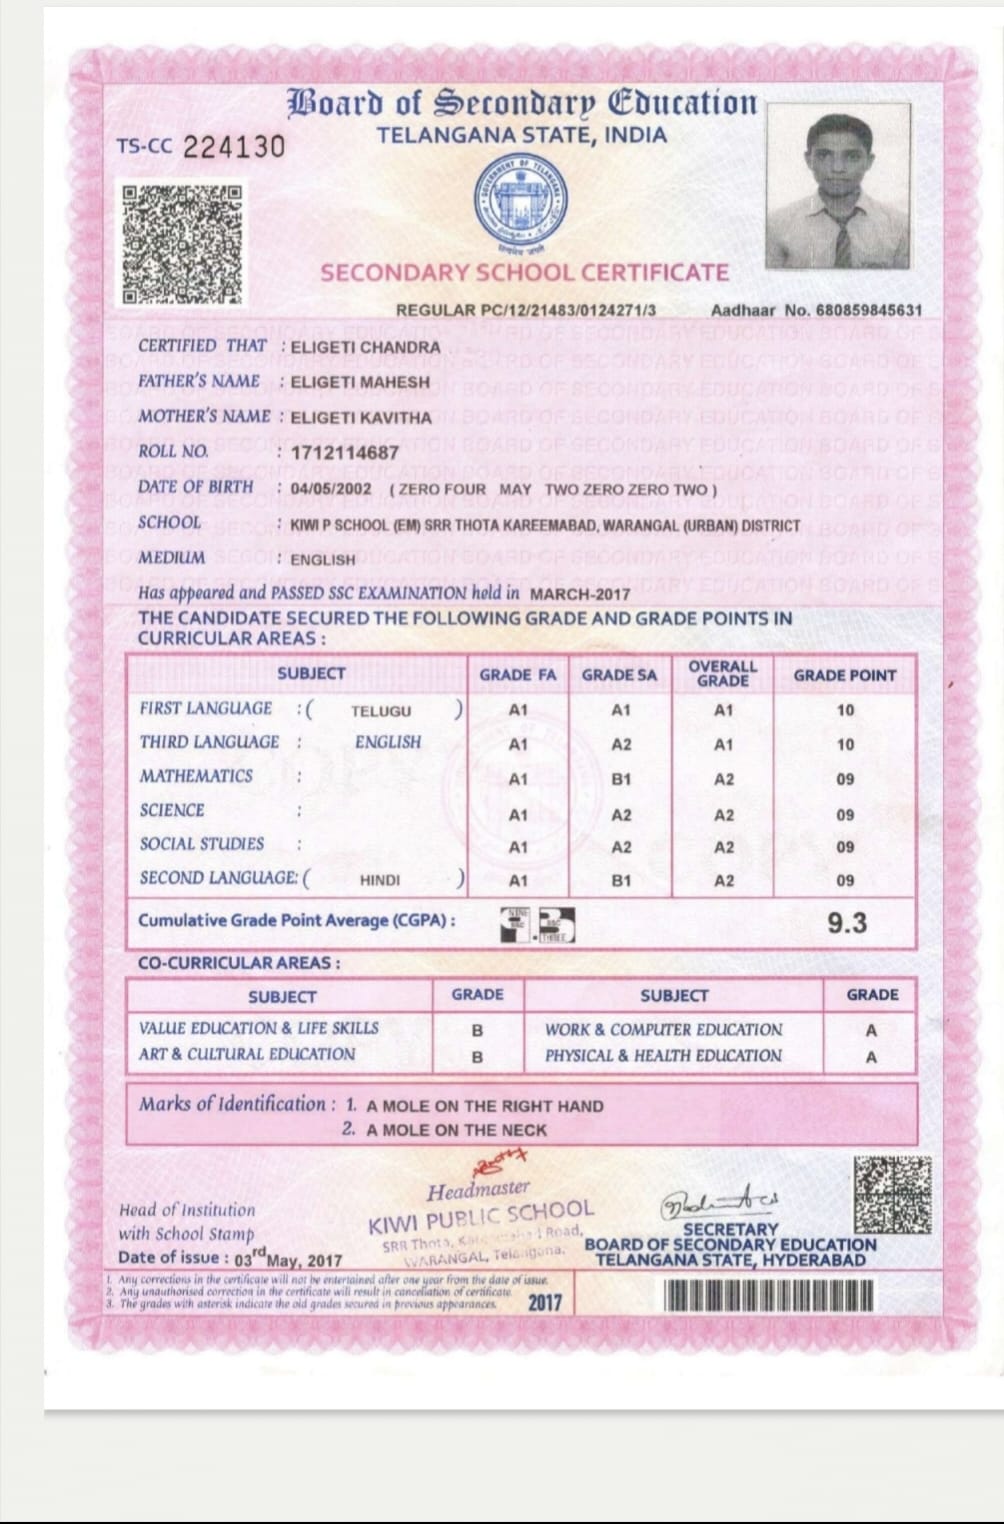 Board of Secondary Education
TELANGANA STATE, INDIA
TS-CC 224130
GOVERNMENT OF TELANGANA
सत्यमेव जयते
SECONDARY SCHOOL CERTIFICATE
REGULAR PC/12/21483/0124271/3 Aadhaar No. 680859845631
CERTIFIED THAT : ELIGETI CHANDRA
FATHER'S NAME : ELIGETI MAHESH
MOTHER'S NAME : ELIGETI KAVITHA
ROLL NO. : 1712114687
DATE OF BIRTH : 04/05/2002 ( ZERO FOUR MAY TWO ZERO ZERO TWO )
SCHOOL : KIWI P SCHOOL (EM) SRR THOTA KAREEMABAD, WARANGAL (URBAN) DISTRICT
MEDIUM : ENGLISH
Has appeared and PASSED SSC EXAMINATION held in MARCH-2017
THE CANDIDATE SECURED THE FOLLOWING GRADE AND GRADE POINTS IN
CURRICULAR AREAS :
SUBJECT GRADE FA GRADE SA OVERALL GRADE GRADE POINT
FIRST LANGUAGE : ( TELUGU ) A1 A1 A1 10
THIRD LANGUAGE : ENGLISH A1 A2 A1 10
MATHEMATICS : A1 B1 A2 09
SCIENCE : A1 A2 A2 09
SOCIAL STUDIES : A1 A2 A2 09
SECOND LANGUAGE: ( HINDI ) A1 B1 A2 09
Cumulative Grade Point Average (CGPA) : NINE SSC . SSC THREE 9.3
CO-CURRICULAR AREAS :
SUBJECT GRADE SUBJECT GRADE
VALUE EDUCATION & LIFE SKILLS B WORK & COMPUTER EDUCATION A
ART & CULTURAL EDUCATION B PHYSICAL & HEALTH EDUCATION A
Marks of Identification : 1. A MOLE ON THE RIGHT HAND
2. A MOLE ON THE NECK
Head of Institution
with School Stamp
Date of issue : 03rd May, 2017
Headmaster
KIWI PUBLIC SCHOOL
SRR Thota, Road,
WARANGAL, Telangana.
SECRETARY
BOARD OF SECONDARY EDUCATION
TELANGANA STATE, HYDERABAD
1. Any corrections in the certificate will not be entertained after one year from the date of issue.
2. Any unauthorised correction in the certificate will result in cancellation of certificate.
3. The grades with asterisk indicate the old grades secured in previous appearances.
2017